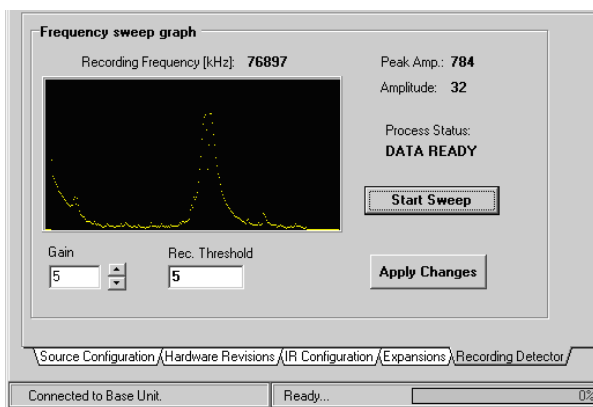 Frequency sweep graph
Recording Frequency [kHz]: 76897
Peak Amp.: 784
Amplitude: 32
Process Status:
DATA READY
Start Sweep
Gain
5
Rec. Threshold
5
Apply Changes
Source Configuration
Hardware Revisions
IR Configuration
Expansions
Recording Detector
Connected to Base Unit.
Ready...
0%